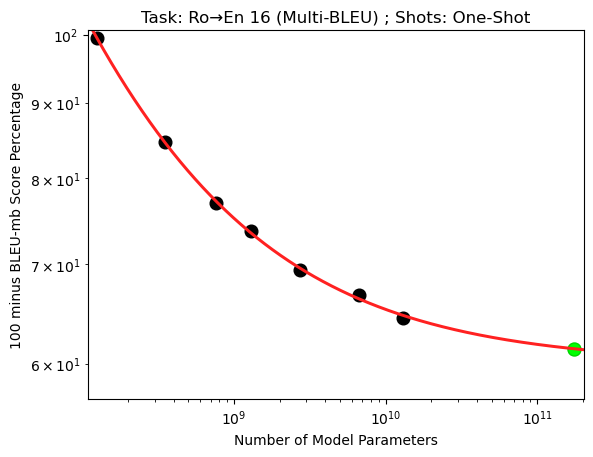 Task: Ro→En 16 (Multi-BLEU) ; Shots: One-Shot
100 minus BLEU-mb Score Percentage
10²
9 × 10¹
8 × 10¹
7 × 10¹
6 × 10¹
10⁹
10¹⁰
10¹¹
Number of Model Parameters